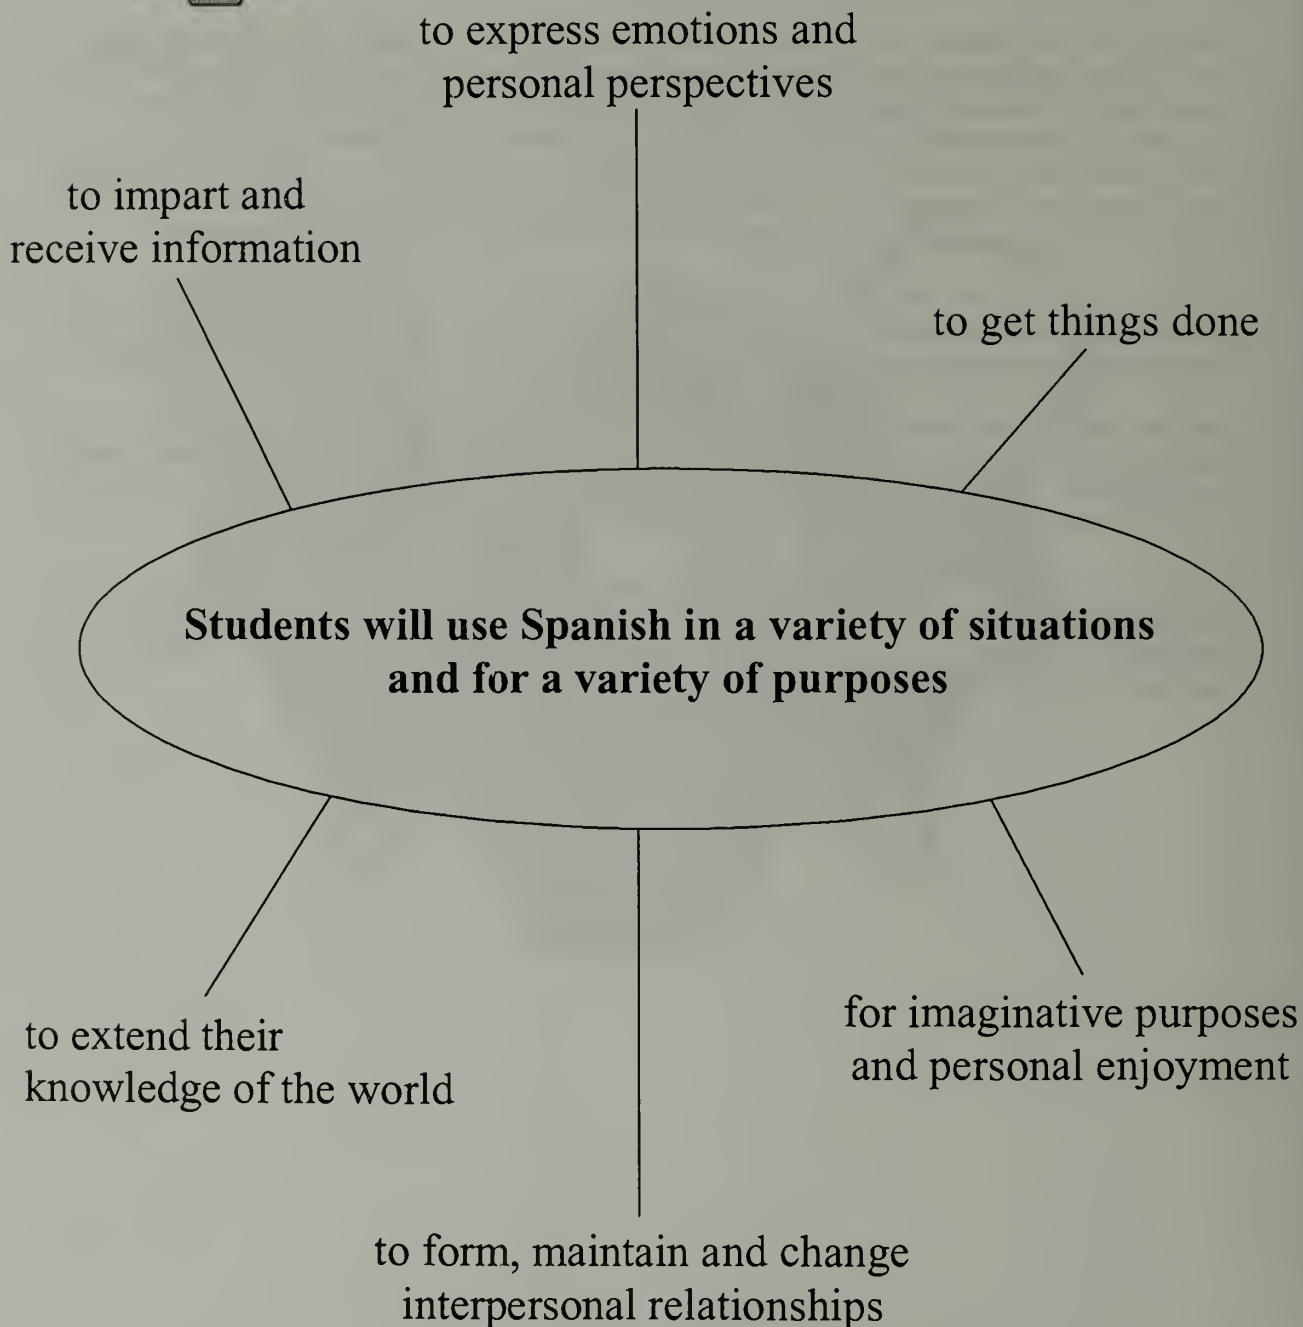 to express emotions and
personal perspectives
to impart and
receive information
to get things done
Students will use Spanish in a variety of situations
and for a variety of purposes
to extend their
knowledge of the world
for imaginative purposes
and personal enjoyment
to form, maintain and change
interpersonal relationships